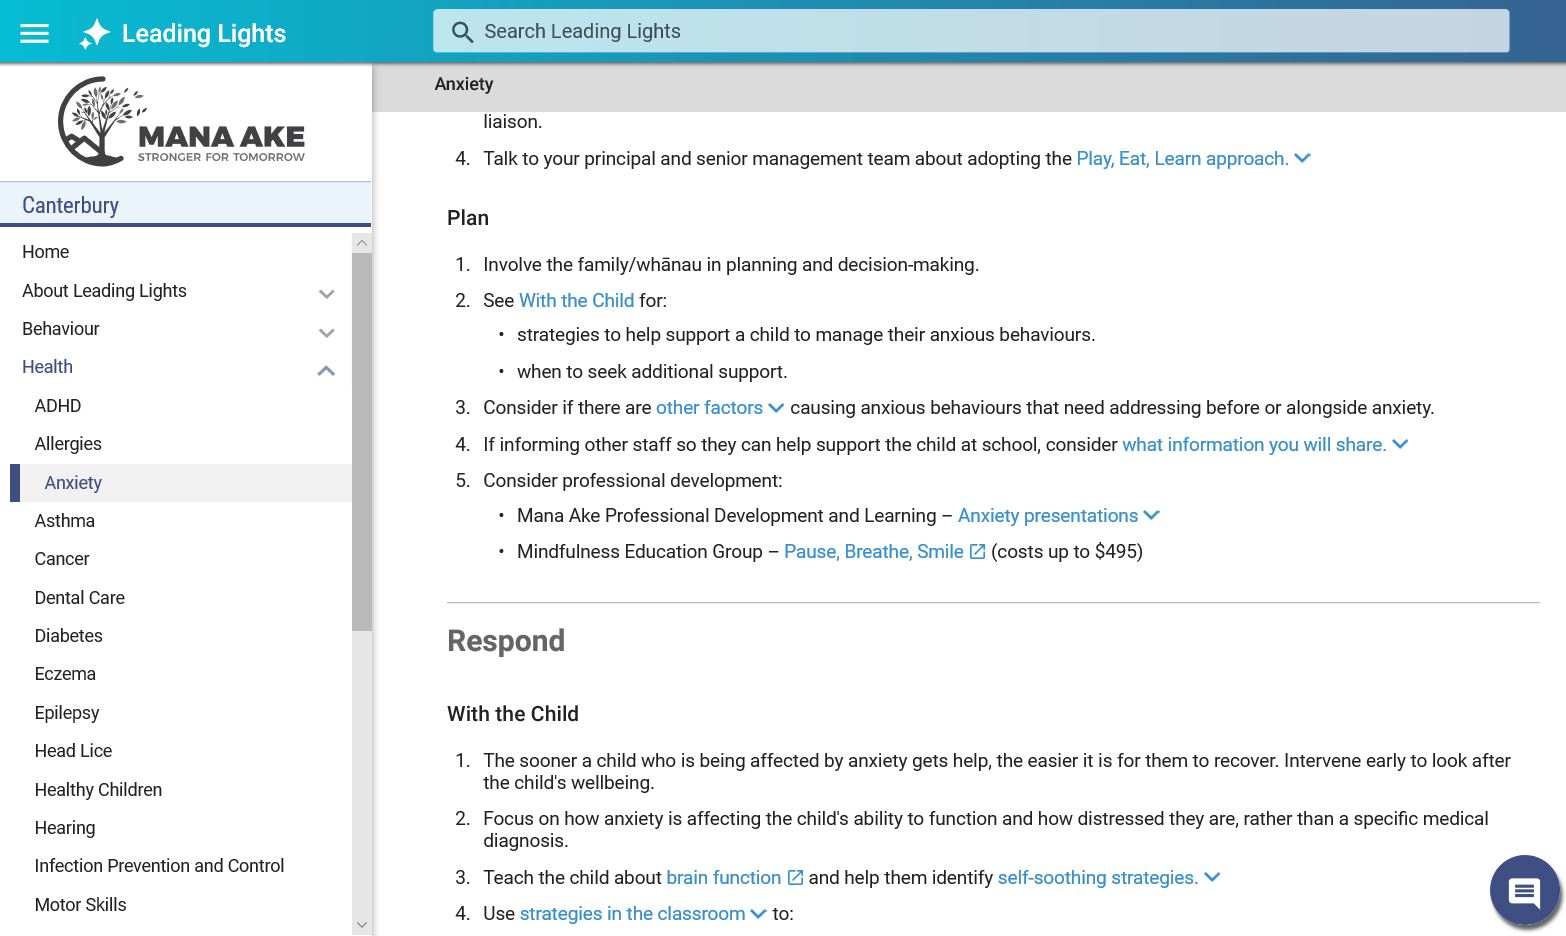 Leading Lights
Search Leading Lights
MANA AKE
STRONGER FOR TOMORROW
Canterbury
Home
About Leading Lights
Behaviour
Health
ADHD
Allergies
Anxiety
Asthma
Cancer
Dental Care
Diabetes
Eczema
Epilepsy
Head Lice
Healthy Children
Hearing
Infection Prevention and Control
Motor Skills
Anxiety
liaison.
4. Talk to your principal and senior management team about adopting the Play, Eat, Learn approach.
Plan
1. Involve the family/whānau in planning and decision-making.
2. See With the Child for:
• strategies to help support a child to manage their anxious behaviours.
• when to seek additional support.
3. Consider if there are other factors causing anxious behaviours that need addressing before or alongside anxiety.
4. If informing other staff so they can help support the child at school, consider what information you will share.
5. Consider professional development:
• Mana Ake Professional Development and Learning – Anxiety presentations
• Mindfulness Education Group – Pause, Breathe, Smile (costs up to $495)
Respond
With the Child
1. The sooner a child who is being affected by anxiety gets help, the easier it is for them to recover. Intervene early to look after
the child's wellbeing.
2. Focus on how anxiety is affecting the child's ability to function and how distressed they are, rather than a specific medical
diagnosis.
3. Teach the child about brain function and help them identify self-soothing strategies.
4. Use strategies in the classroom to: